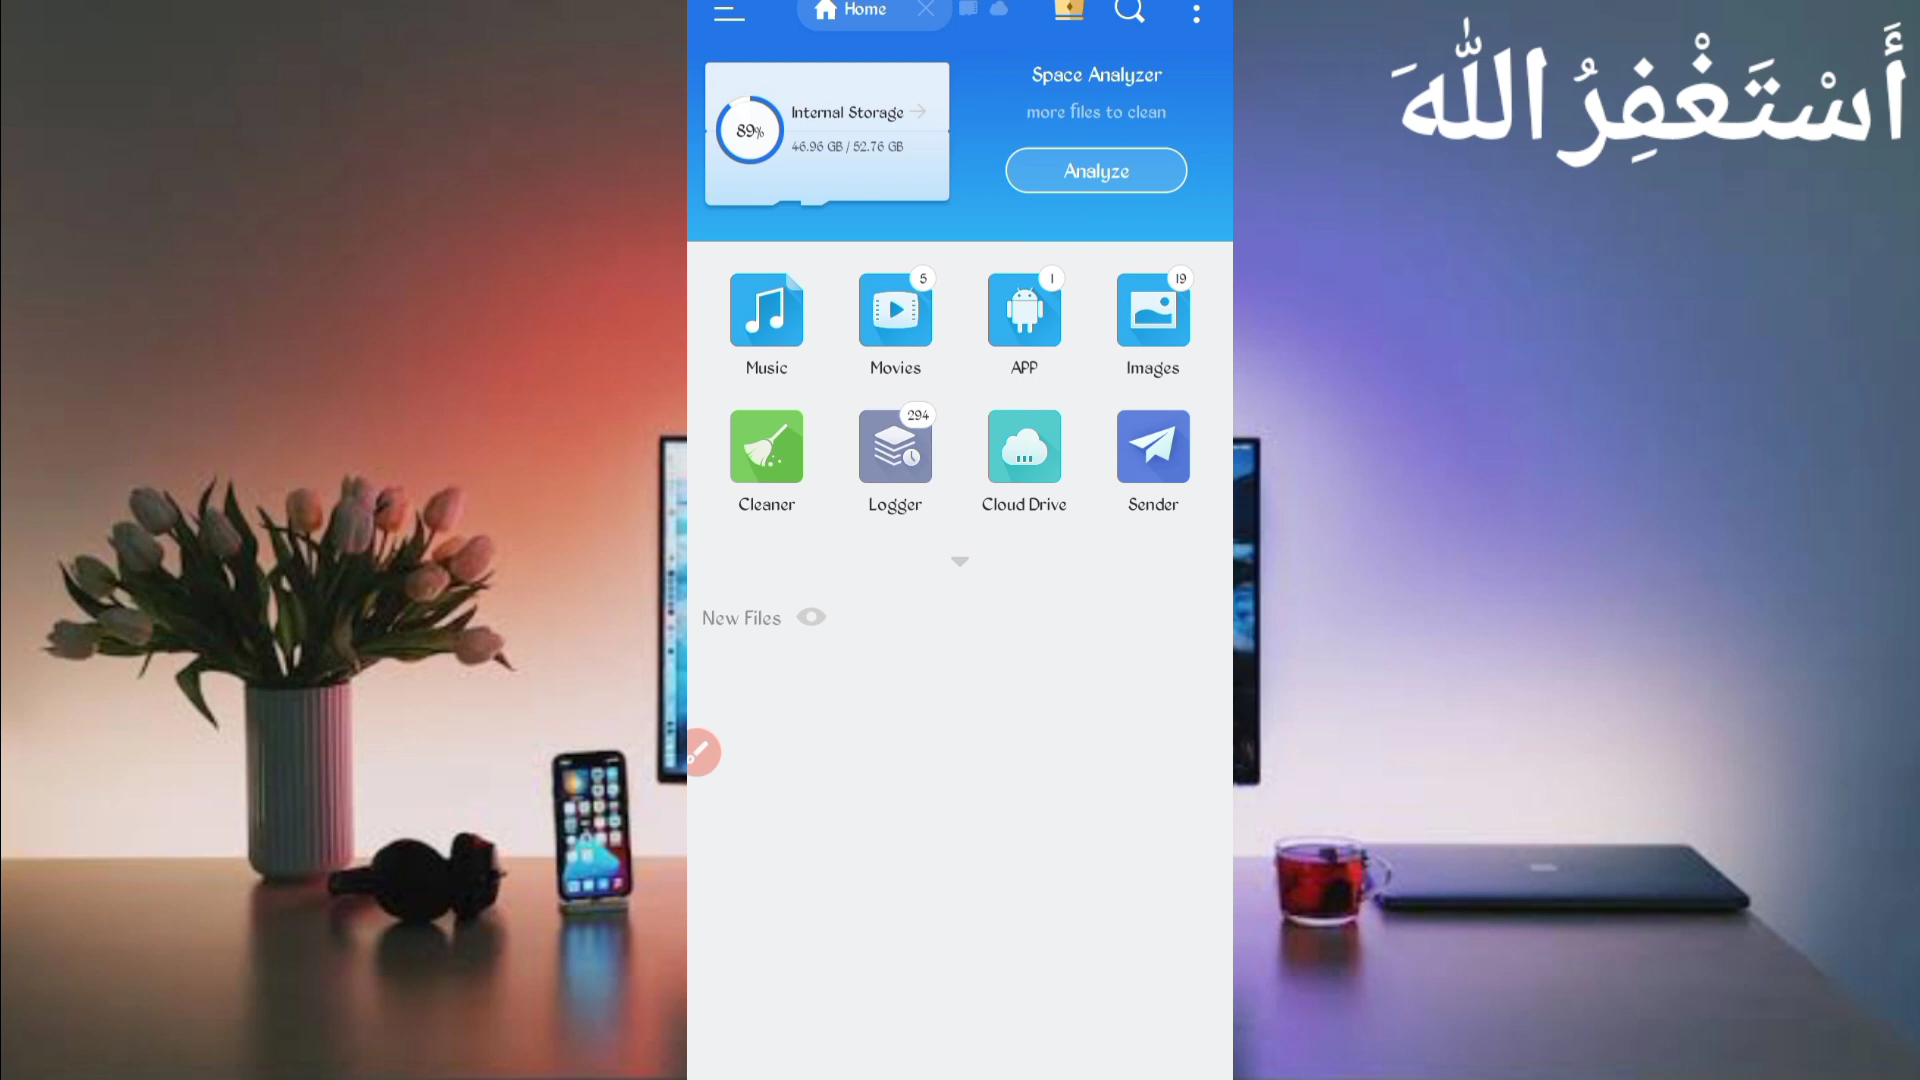 Home
أَسْتَغْفِرُ اللّٰهَ
Space Analyzer
more files to clean
Analyze
89%
Internal Storage
46.96 GB / 52.76 GB
5
1
19
Music
Movies
APP
Images
294
Cleaner
Logger
Cloud Drive
Sender
New Files